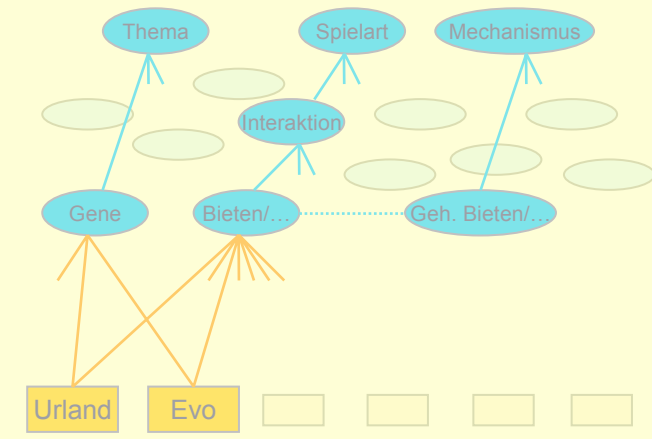 Thema
Spielart
Mechanismus
Interaktion
Gene
Bieten/…
Geh. Bieten/…
Urland
Evo